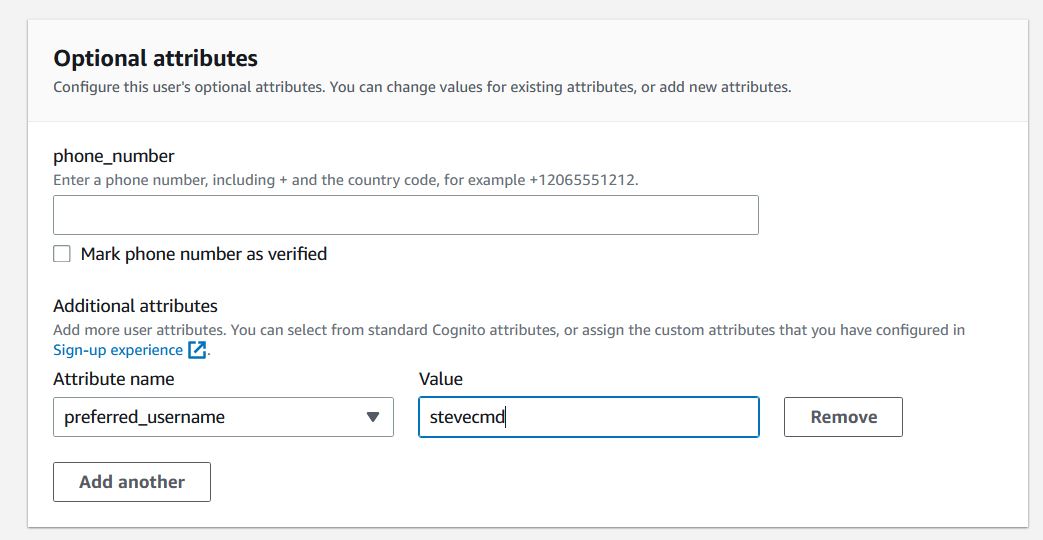 Optional attributes
Configure this user's optional attributes. You can change values for existing attributes, or add new attributes.
phone_number
Enter a phone number, including + and the country code, for example +12065551212.
Mark phone number as verified
Additional attributes
Add more user attributes. You can select from standard Cognito attributes, or assign the custom attributes that you have configured in
Sign-up experience.
Attribute name Value
preferred_username stevecmd Remove
Add another